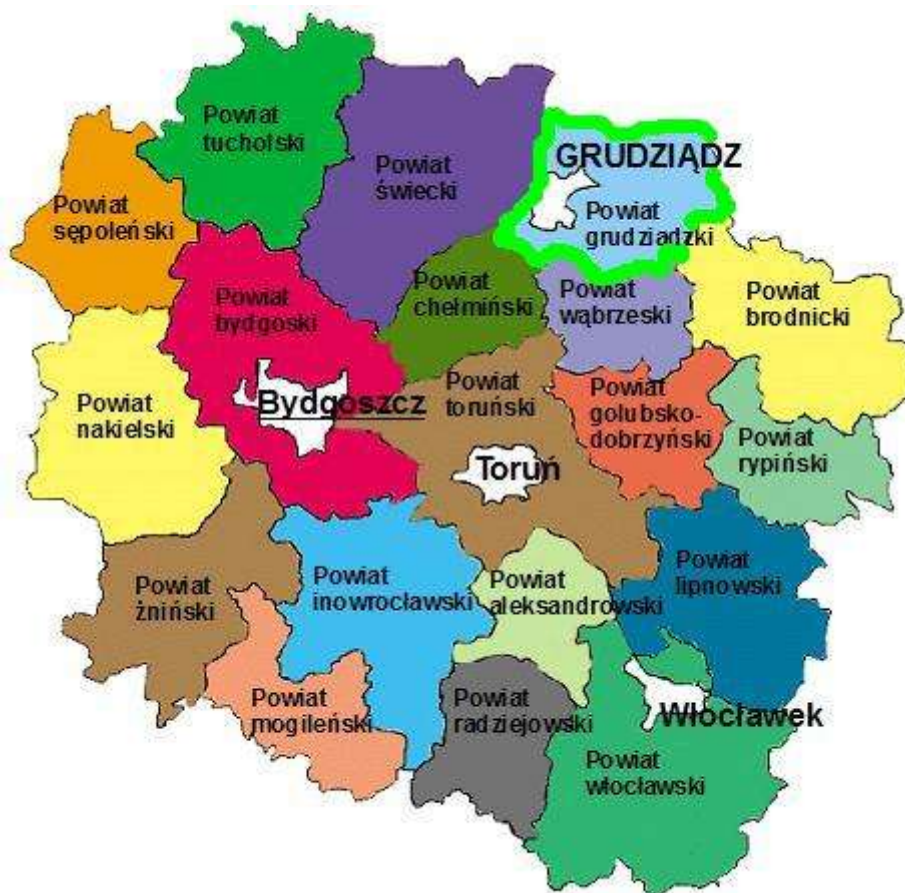 Powiat
tucholski
Powiat
świecki
GRUDZIĄDZ
Powiat
grudziadzki
Powiat
sępoleński
Powiat
bydgoski
Powiat
chełmiński
Powiat
wąbrzeski
Powiat
brodnicki
Powiat
nakielski
Bydgoszcz
Powiat
toruński
Powiat
golubsko-
dobrzyński
Powiat
rypiński
Toruń
Powiat
żniński
Powiat
inowrocławski
Powiat
aleksandrowski
Powiat
lipnowski
Powiat
mogileński
Powiat
radziejowski
Włocławek
Powiat
włocławski